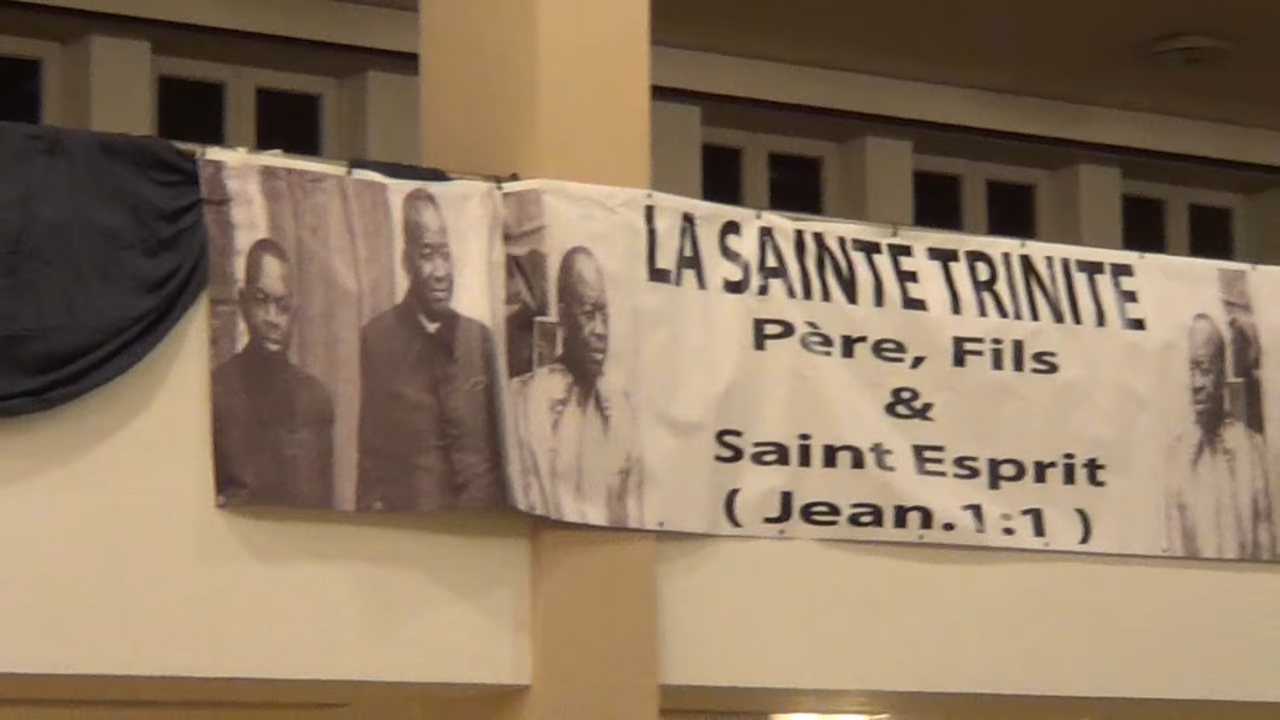 LA SAINTE TRINITE
Père, Fils
&
Saint Esprit
( Jean.1:1 )